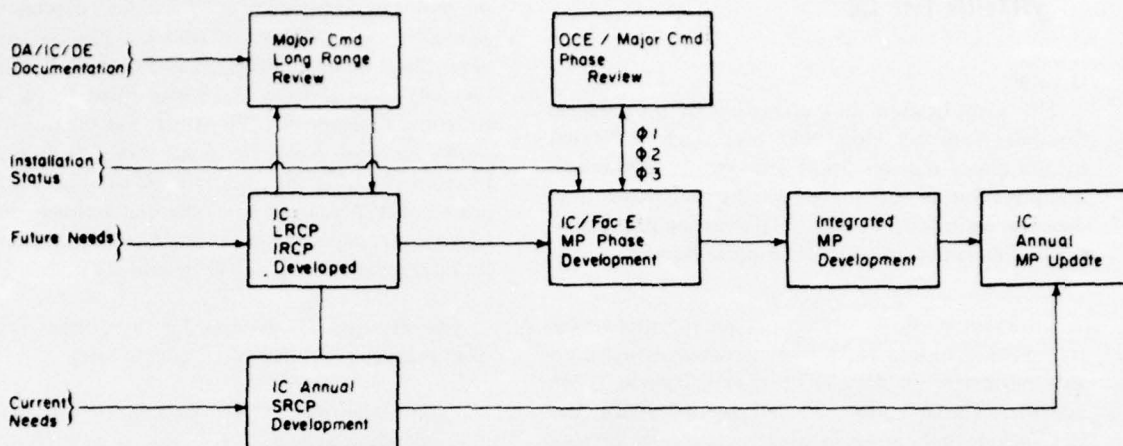 DA/IC/DE
Documentation
Major Cmd
Long Range
Review
OCE / Major Cmd
Phase
Review
Installation
Status
ϕ1
ϕ2
ϕ3
Future Needs
IC
LRCP
IRCP
Developed
IC/Fac E
MP Phase
Development
Integrated
MP
Development
IC
Annual
MP Update
Current
Needs
IC Annual
SRCP
Development